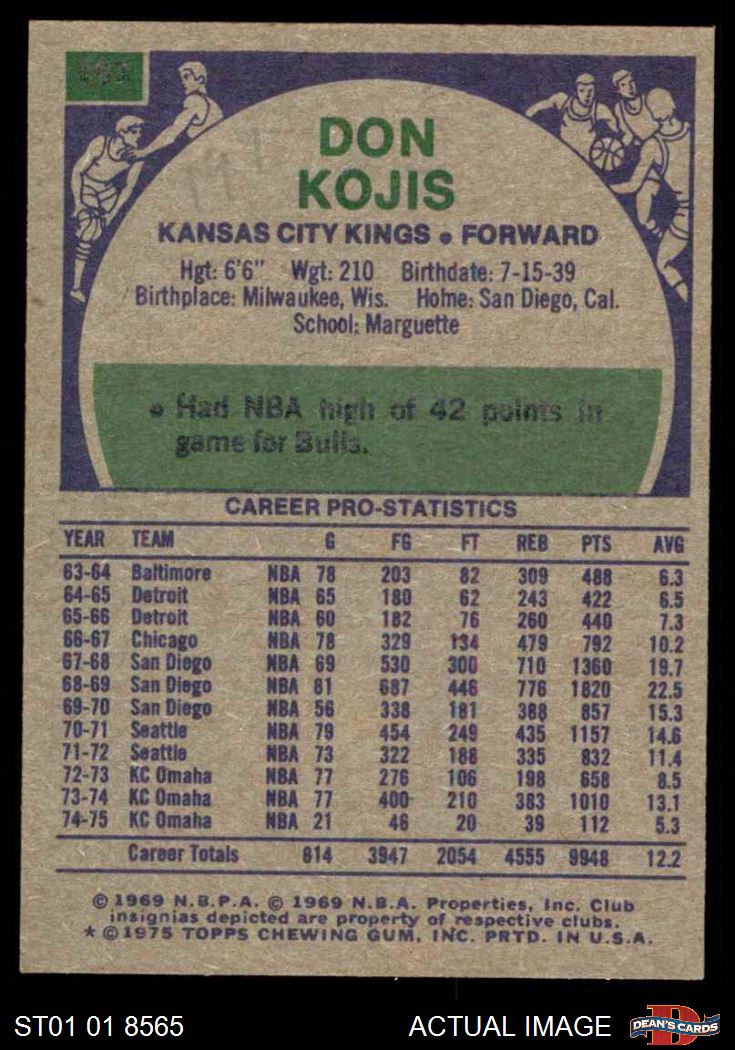 DON
KOJIS
KANSAS CITY KINGS • FORWARD
Hgt: 6'6" Wgt: 210 Birthdate: 7-15-39
Birthplace: Milwaukee, Wis. Home: San Diego, Cal.
School: Marguette
• Had NBA high of 42 points in
game for Bulls.
CAREER PRO-STATISTICS
YEAR TEAM G FG FT REB PTS AVG
63-64 Baltimore NBA 78 203 82 309 488 6.3
64-65 Detroit NBA 65 180 62 243 422 6.5
65-66 Detroit NBA 60 182 76 260 440 7.3
66-67 Chicago NBA 78 329 134 479 792 10.2
67-68 San Diego NBA 69 530 300 710 1360 19.7
68-69 San Diego NBA 81 687 446 776 1820 22.5
69-70 San Diego NBA 56 338 181 388 857 15.3
70-71 Seattle NBA 79 454 249 435 1157 14.6
71-72 Seattle NBA 73 322 188 335 832 11.4
72-73 KC Omaha NBA 77 276 106 198 658 8.5
73-74 KC Omaha NBA 77 400 210 383 1010 13.1
74-75 KC Omaha NBA 21 46 20 39 112 5.3
Career Totals 814 3947 2054 4555 9948 12.2
© 1969 N.B.P.A. © 1969 N.B.A. Properties, Inc. Club
insignias depicted are property of respective clubs.
* © 1975 TOPPS CHEWING GUM, INC. PRTD. IN U.S.A.
ST01 01 8565 ACTUAL IMAGE DEAN'S CARDS